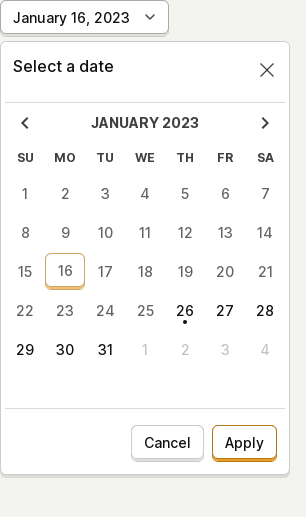 January 16, 2023
Select a date
JANUARY 2023
SU MO TU WE TH FR SA
1 2 3 4 5 6 7
8 9 10 11 12 13 14
15 16 17 18 19 20 21
22 23 24 25 26 27 28
29 30 31 1 2 3 4
Cancel Apply